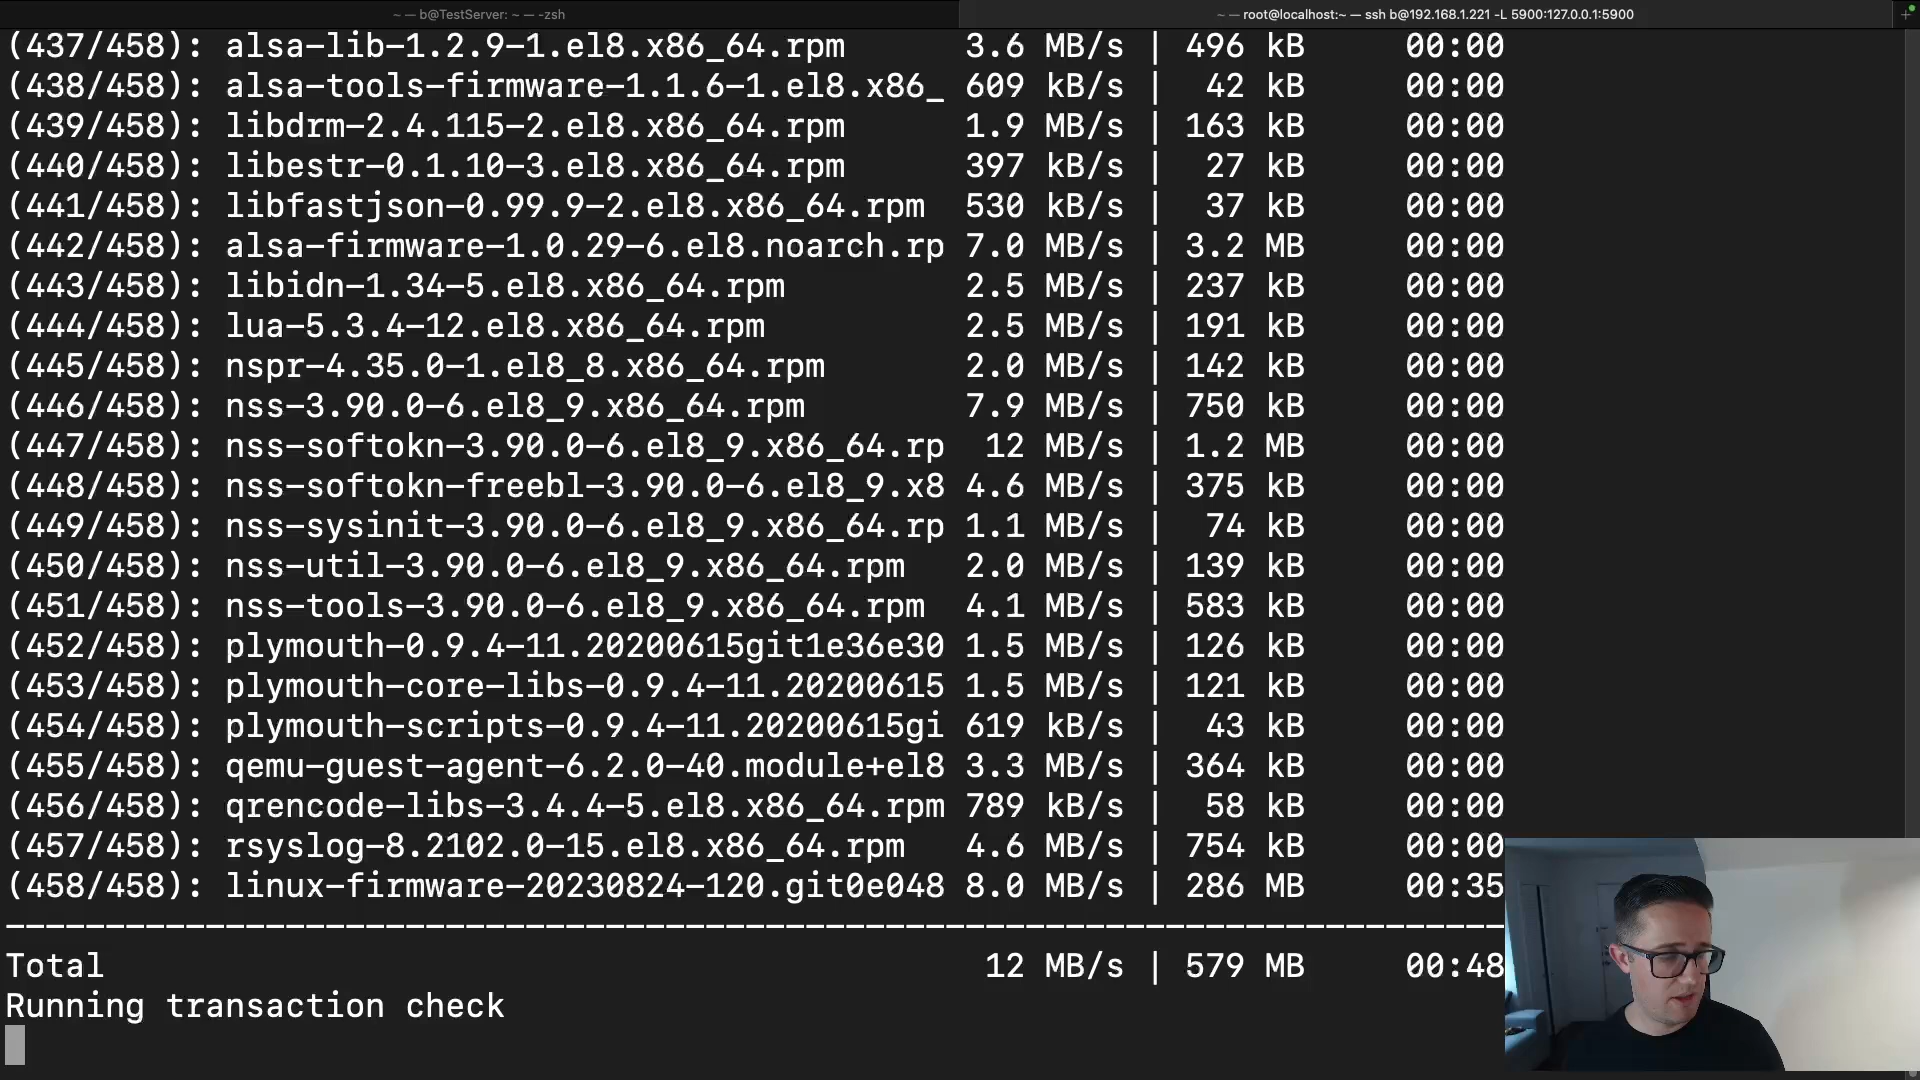 ~ — b@TestServer: ~ — -zsh
~ — root@localhost:~ — ssh b@192.168.1.221 -L 5900:127.0.0.1:5900
(437/458): alsa-lib-1.2.9-1.el8.x86_64.rpm 3.6 MB/s | 496 kB 00:00
(438/458): alsa-tools-firmware-1.1.6-1.el8.x86_ 609 kB/s | 42 kB 00:00
(439/458): libdrm-2.4.115-2.el8.x86_64.rpm 1.9 MB/s | 163 kB 00:00
(440/458): libestr-0.1.10-3.el8.x86_64.rpm 397 kB/s | 27 kB 00:00
(441/458): libfastjson-0.99.9-2.el8.x86_64.rpm 530 kB/s | 37 kB 00:00
(442/458): alsa-firmware-1.0.29-6.el8.noarch.rp 7.0 MB/s | 3.2 MB 00:00
(443/458): libidn-1.34-5.el8.x86_64.rpm 2.5 MB/s | 237 kB 00:00
(444/458): lua-5.3.4-12.el8.x86_64.rpm 2.5 MB/s | 191 kB 00:00
(445/458): nspr-4.35.0-1.el8_8.x86_64.rpm 2.0 MB/s | 142 kB 00:00
(446/458): nss-3.90.0-6.el8_9.x86_64.rpm 7.9 MB/s | 750 kB 00:00
(447/458): nss-softokn-3.90.0-6.el8_9.x86_64.rp 12 MB/s | 1.2 MB 00:00
(448/458): nss-softokn-freebl-3.90.0-6.el8_9.x8 4.6 MB/s | 375 kB 00:00
(449/458): nss-sysinit-3.90.0-6.el8_9.x86_64.rp 1.1 MB/s | 74 kB 00:00
(450/458): nss-util-3.90.0-6.el8_9.x86_64.rpm 2.0 MB/s | 139 kB 00:00
(451/458): nss-tools-3.90.0-6.el8_9.x86_64.rpm 4.1 MB/s | 583 kB 00:00
(452/458): plymouth-0.9.4-11.20200615git1e36e30 1.5 MB/s | 126 kB 00:00
(453/458): plymouth-core-libs-0.9.4-11.20200615 1.5 MB/s | 121 kB 00:00
(454/458): plymouth-scripts-0.9.4-11.20200615gi 619 kB/s | 43 kB 00:00
(455/458): qemu-guest-agent-6.2.0-40.module+el8 3.3 MB/s | 364 kB 00:00
(456/458): qrencode-libs-3.4.4-5.el8.x86_64.rpm 789 kB/s | 58 kB 00:00
(457/458): rsyslog-8.2102.0-15.el8.x86_64.rpm 4.6 MB/s | 754 kB 00:00
(458/458): linux-firmware-20230824-120.git0e048 8.0 MB/s | 286 MB 00:35
--------------------------------------------------------------------------------
Total 12 MB/s | 579 MB 00:48
Running transaction check